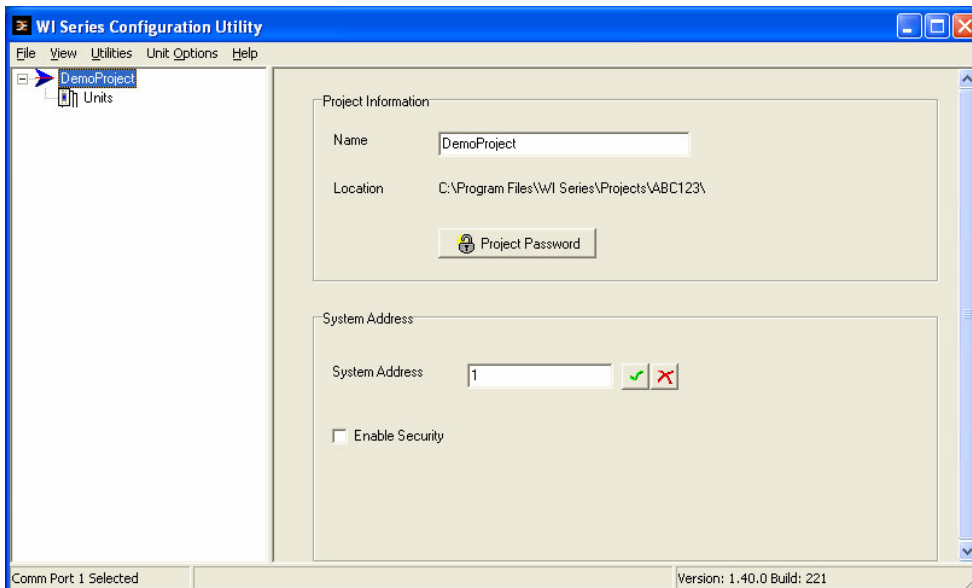 WI Series Configuration Utility
File View Utilities Unit Options Help
DemoProject
Units
Project Information
Name DemoProject
Location C:\Program Files\WI Series\Projects\ABC123\
Project Password
System Address
System Address 1
Enable Security
Comm Port 1 Selected Version: 1.40.0 Build: 221